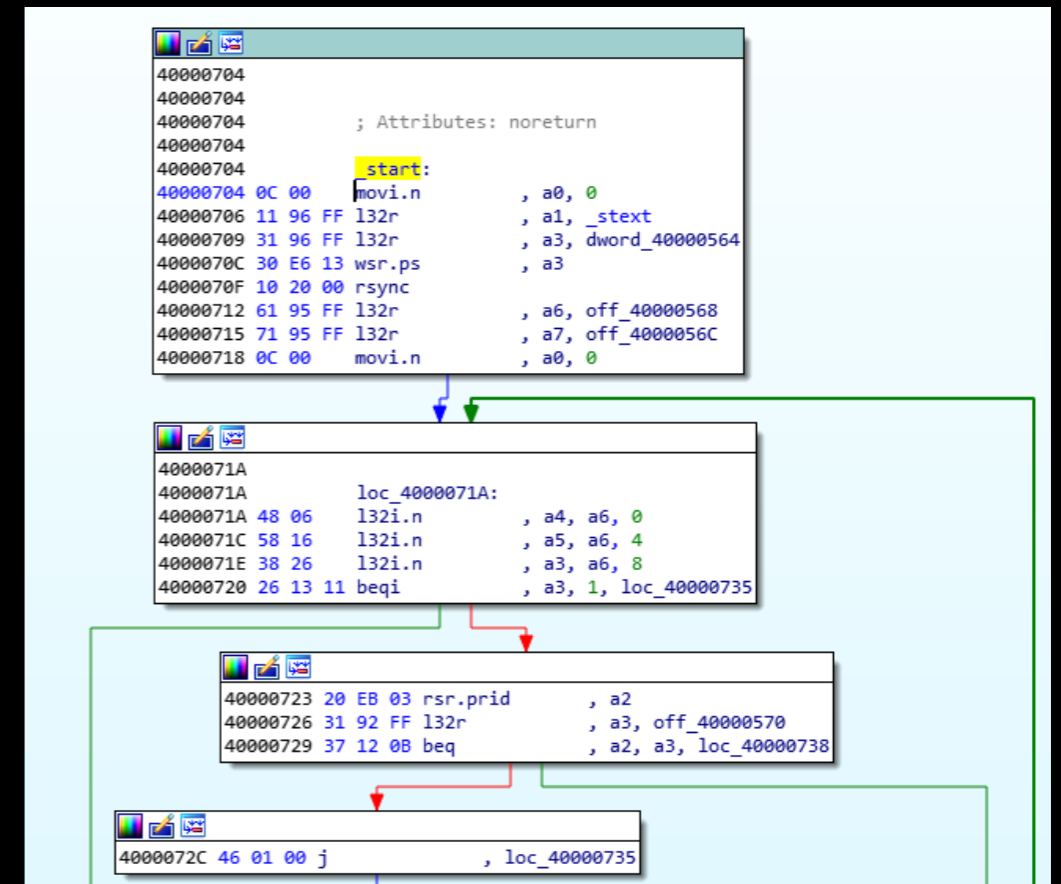 40000704
40000704
40000704 ; Attributes: noreturn
40000704
40000704 _start:
40000704 0C 00 movi.n , a0, 0
40000706 11 96 FF l32r , a1, _stext
40000709 31 96 FF l32r , a3, dword_40000564
4000070C 30 E6 13 wsr.ps , a3
4000070F 10 20 00 rsync
40000712 61 95 FF l32r , a6, off_40000568
40000715 71 95 FF l32r , a7, off_4000056C
40000718 0C 00 movi.n , a0, 0
4000071A
4000071A loc_4000071A:
4000071A 48 06 l32i.n , a4, a6, 0
4000071C 58 16 l32i.n , a5, a6, 4
4000071E 38 26 l32i.n , a3, a6, 8
40000720 26 13 11 beqi , a3, 1, loc_40000735
40000723 20 EB 03 rsr.prid , a2
40000726 31 92 FF l32r , a3, off_40000570
40000729 37 12 0B beq , a2, a3, loc_40000738
4000072C 46 01 00 j , loc_40000735